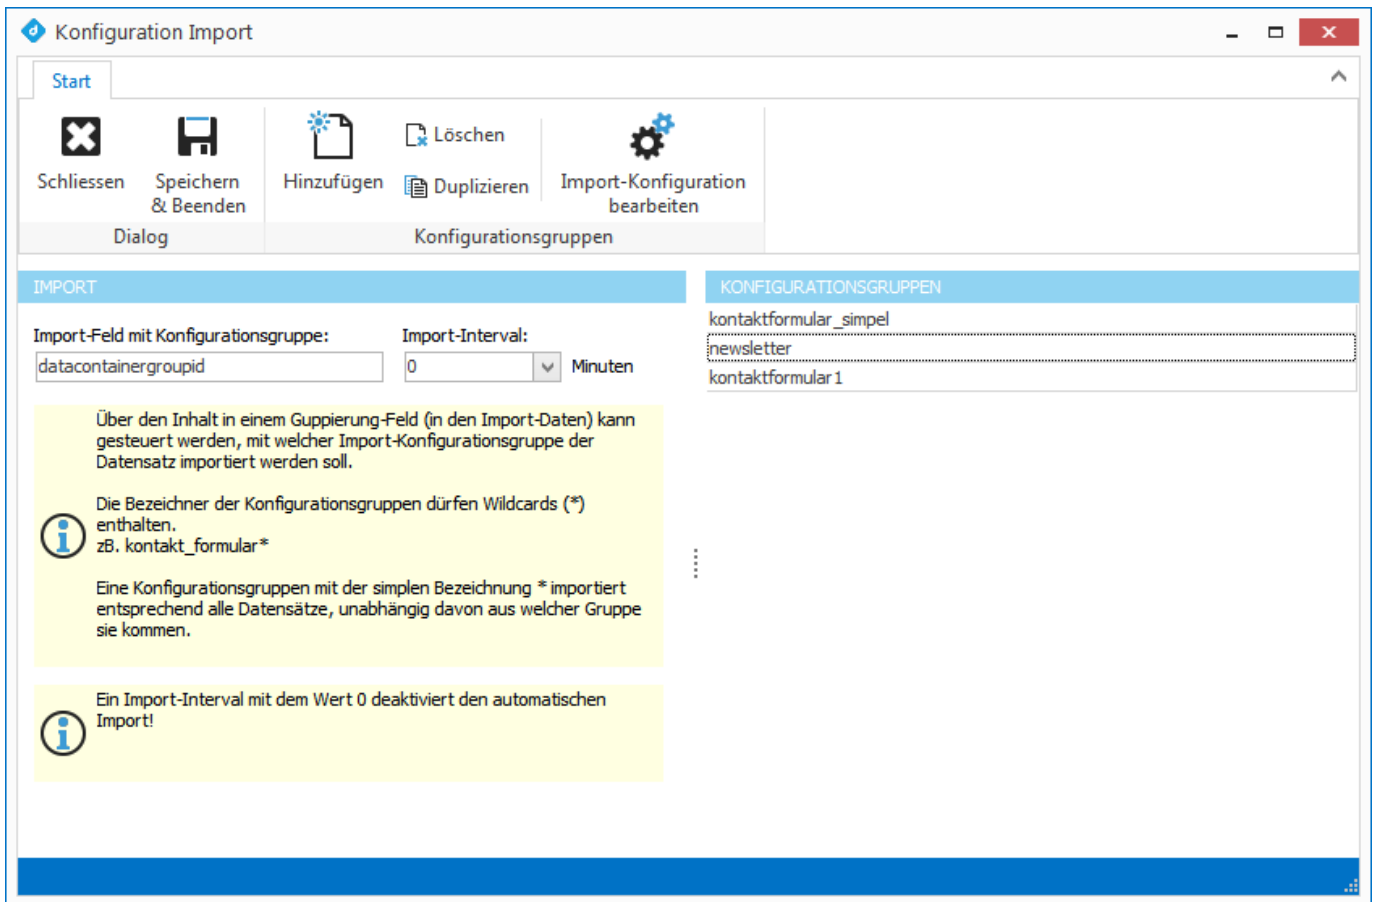 Konfiguration Import
Start
Schliessen
Speichern
& Beenden
Hinzufügen
Löschen
Duplizieren
Import-Konfiguration
bearbeiten
Dialog
Konfigurationsgruppen
IMPORT
Import-Feld mit Konfigurationsgruppe:
Import-Interval:
datacontainergroupid
0
Minuten
Über den Inhalt in einem Guppierung-Feld (in den Import-Daten) kann
gesteuert werden, mit welcher Import-Konfigurationsgruppe der
Datensatz importiert werden soll.
Die Bezeichner der Konfigurationsgruppen dürfen Wildcards (*)
enthalten.
zB. kontakt_formular*
Eine Konfigurationsgruppen mit der simplen Bezeichnung * importiert
entsprechend alle Datensätze, unabhängig davon aus welcher Gruppe
sie kommen.
Ein Import-Interval mit dem Wert 0 deaktiviert den automatischen
Import!
KONFIGURATIONSGRUPPEN
kontaktformular_simpel
newsletter
kontaktformular1